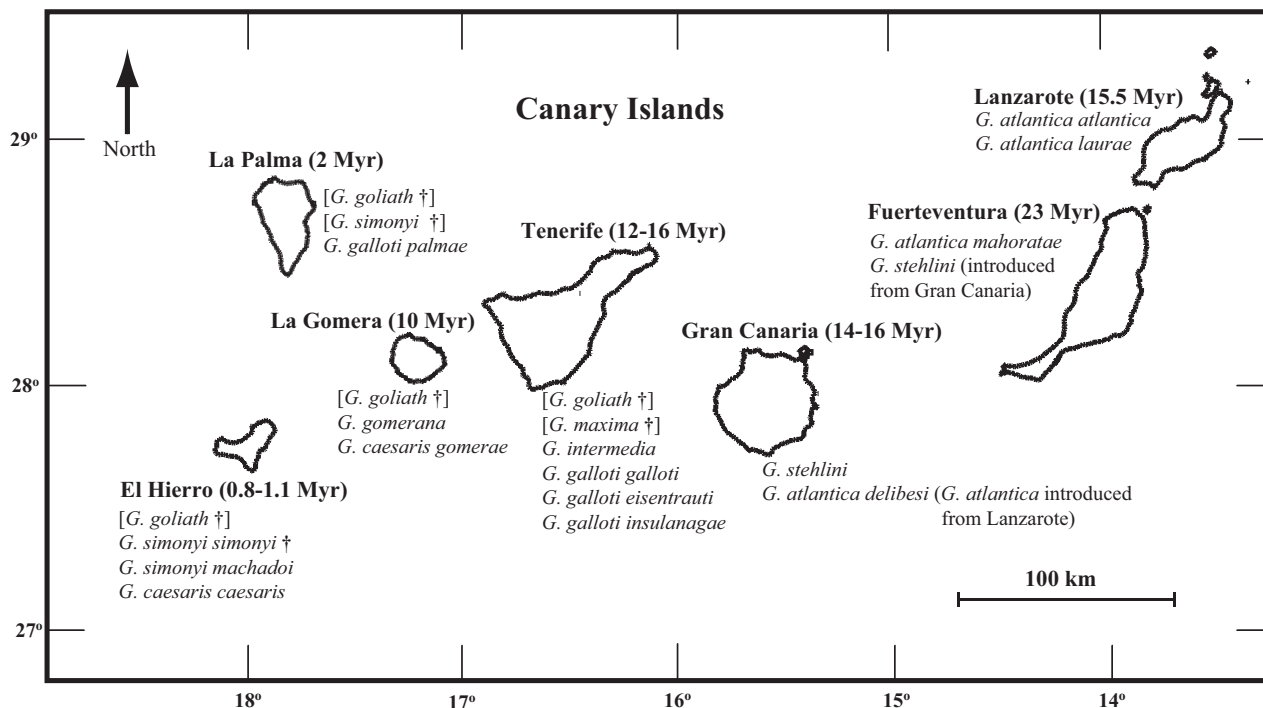 Canary Islands
North
29º
28º
27º
18º
17º
16º
15º
14º
La Palma (2 Myr)
[G. goliath †]
[G. simonyi †]
G. galloti palmae
La Gomera (10 Myr)
[G. goliath †]
G. gomerana
G. caesaris gomerae
El Hierro (0.8-1.1 Myr)
[G. goliath †]
G. simonyi simonyi †
G. simonyi machadoi
G. caesaris caesaris
Tenerife (12-16 Myr)
[G. goliath †]
[G. maxima †]
G. intermedia
G. galloti galloti
G. galloti eisentrauti
G. galloti insulanagae
Gran Canaria (14-16 Myr)
G. stehlini
G. atlantica delibesi (G. atlantica introduced
from Lanzarote)
Lanzarote (15.5 Myr)
G. atlantica atlantica
G. atlantica laurae
Fuerteventura (23 Myr)
G. atlantica mahoratae
G. stehlini (introduced
from Gran Canaria)
100 km